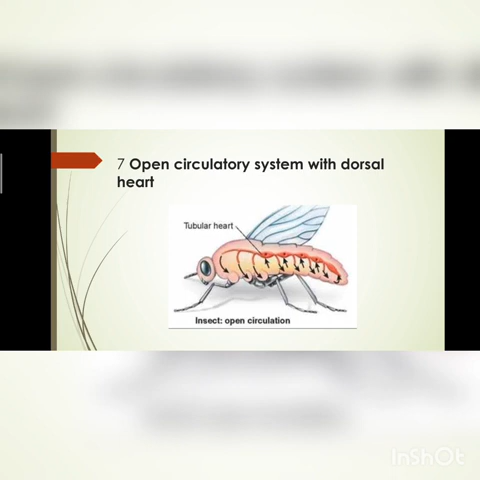 7 Open circulatory system with dorsal
heart
Tubular heart
Insect: open circulation
InShOt